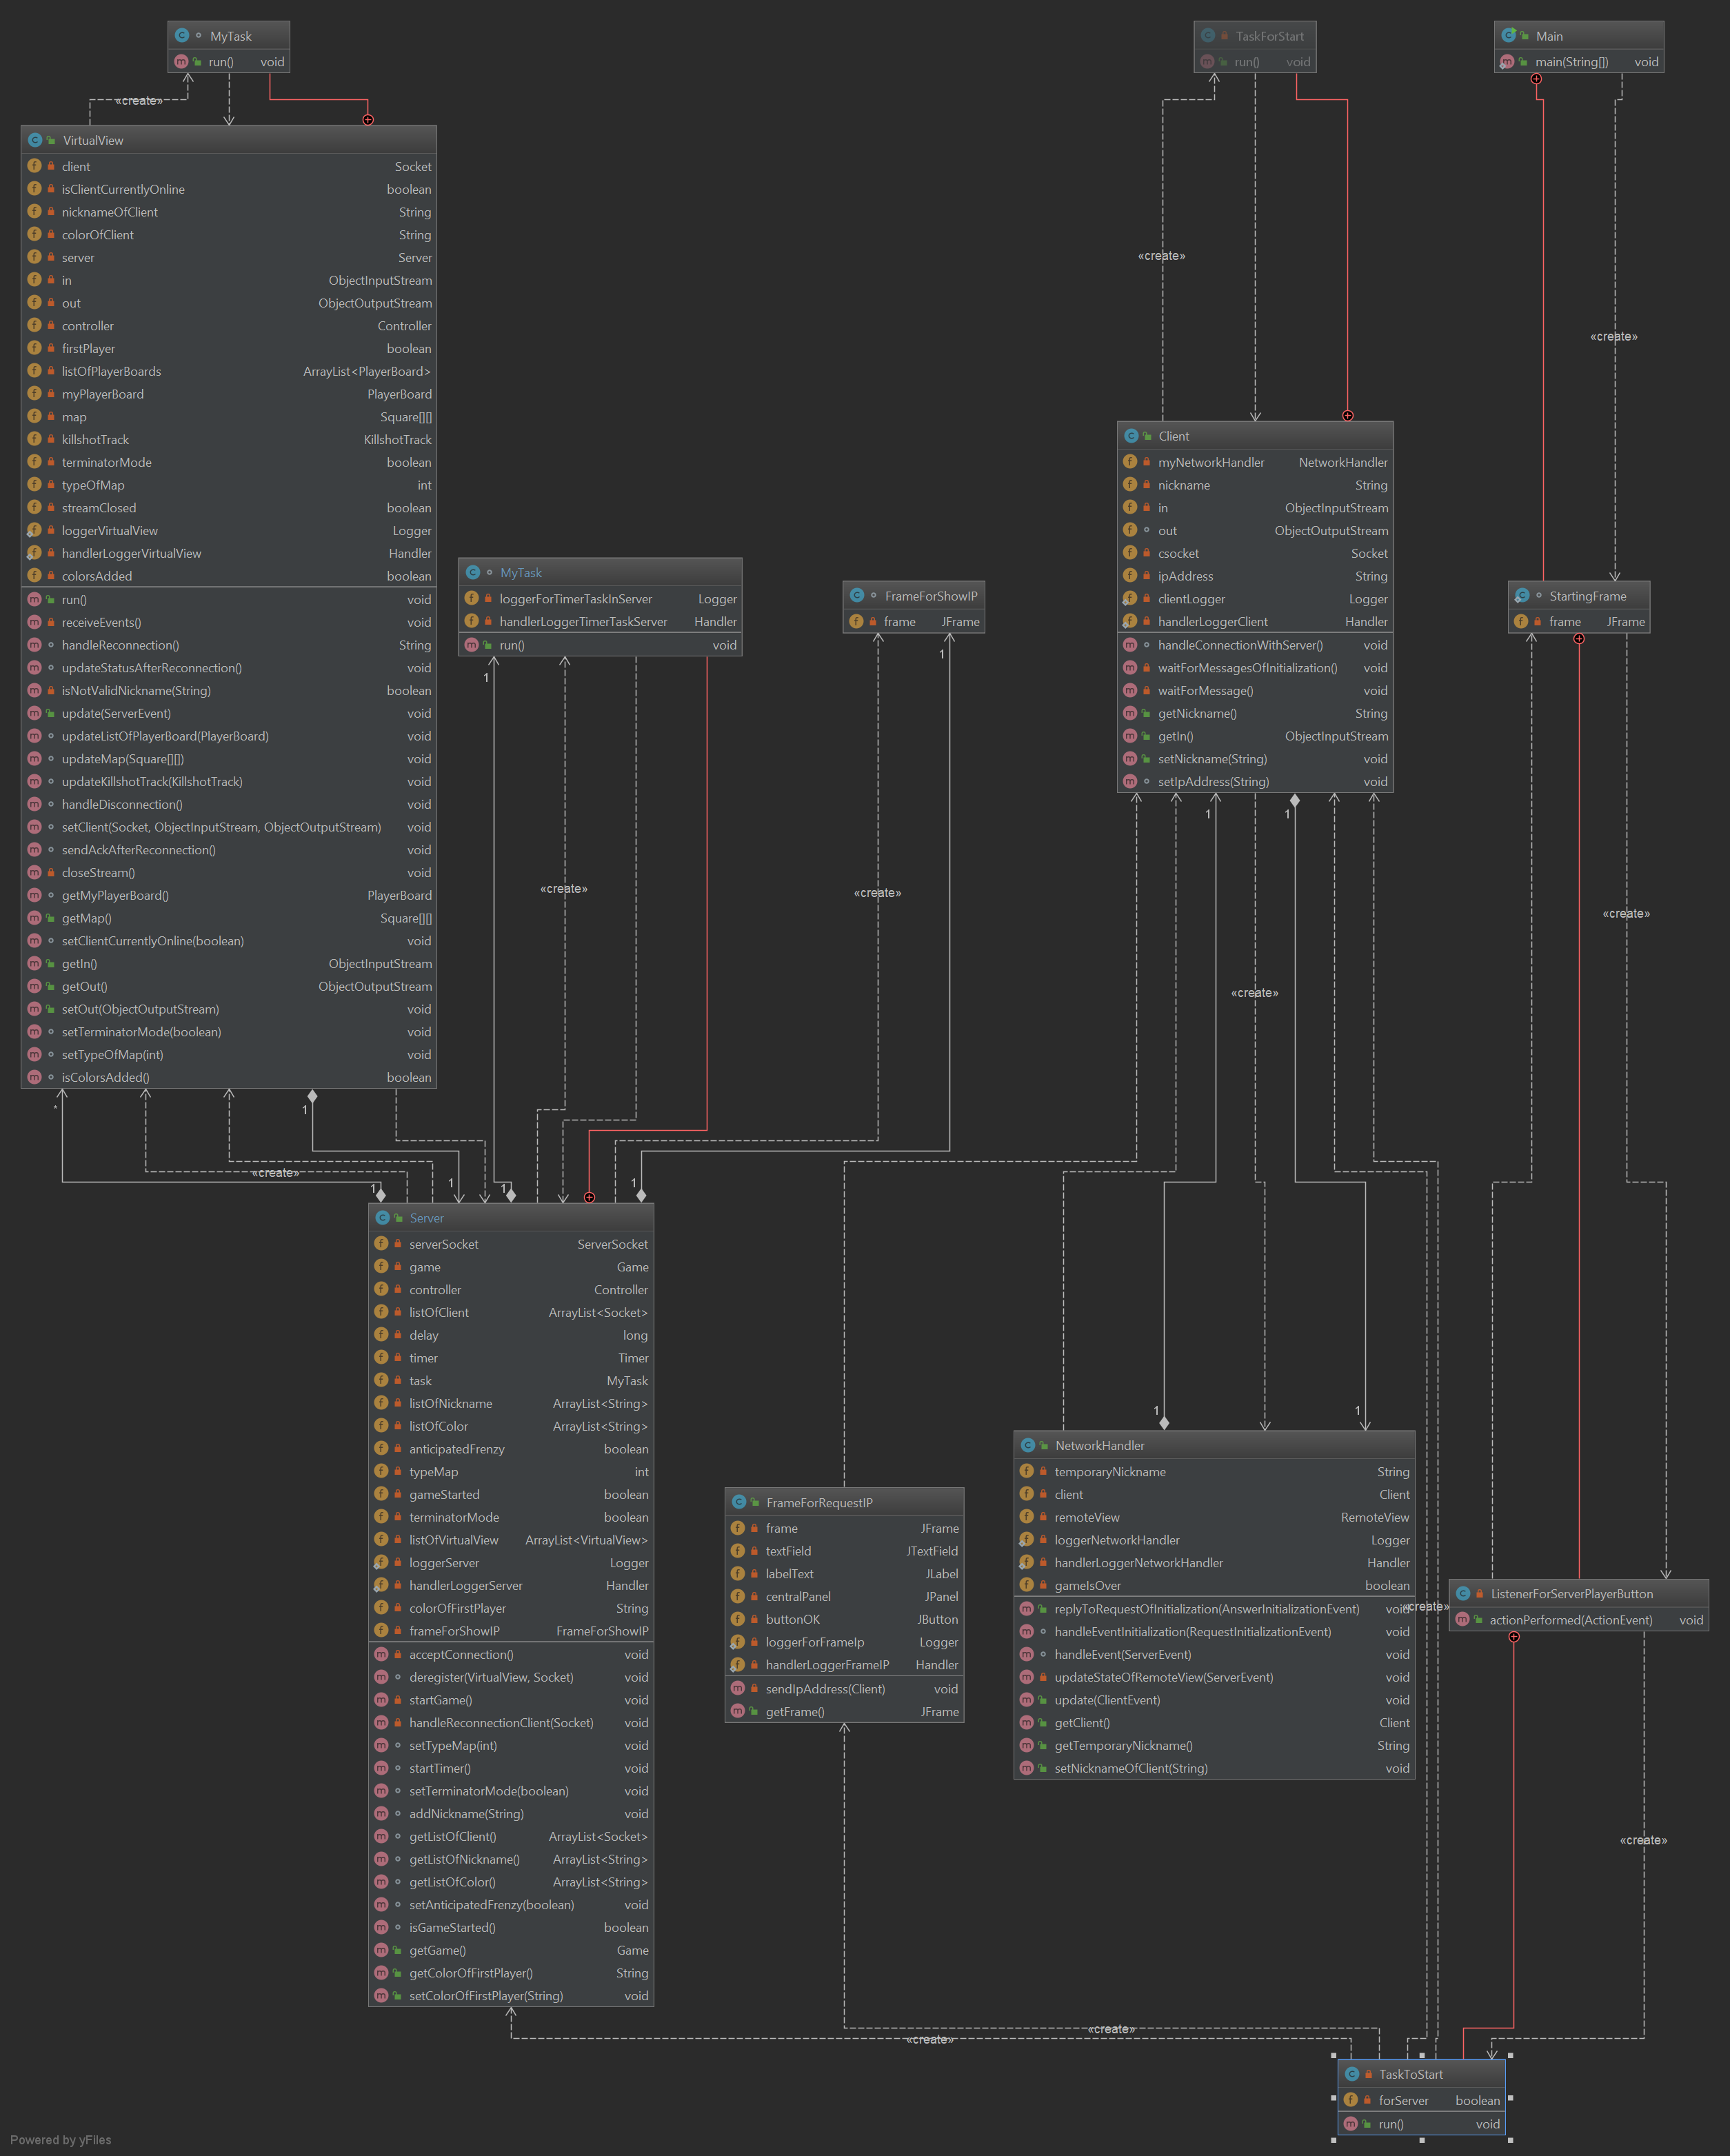 MyTask
run() void
«create»
VirtualView
client Socket
isClientCurrentlyOnline boolean
nicknameOfClient String
colorOfClient String
server Server
in ObjectInputStream
out ObjectOutputStream
controller Controller
firstPlayer boolean
listOfPlayerBoards ArrayList<PlayerBoard>
myPlayerBoard PlayerBoard
map Square[][]
killshotTrack KillshotTrack
terminatorMode boolean
typeOfMap int
streamClosed boolean
loggerVirtualView Logger
handlerLoggerVirtualView Handler
colorsAdded boolean
run() void
receiveEvents() void
handleReconnection() String
updateStatusAfterReconnection() void
isNotValidNickname(String) boolean
update(ServerEvent) void
updateListOfPlayerBoard(PlayerBoard) void
updateMap(Square[][]) void
updateKillshotTrack(KillshotTrack) void
handleDisconnection() void
setClient(Socket, ObjectInputStream, ObjectOutputStream) void
sendAckAfterReconnection() void
closeStream() void
getMyPlayerBoard() PlayerBoard
getMap() Square[][]
setClientCurrentlyOnline(boolean) void
getIn() ObjectInputStream
getOut() ObjectOutputStream
setOut(ObjectOutputStream) void
setTerminatorMode(boolean) void
setTypeOfMap(int) void
isColorsAdded() boolean
* 1
«create»
1 1 1 1
MyTask
loggerForTimerTaskInServer Logger
handlerLoggerTimerTaskServer Handler
run() void
1
«create»
FrameForShowIP
frame JFrame
1
«create»
Server
serverSocket ServerSocket
game Game
controller Controller
listOfClient ArrayList<Socket>
delay long
timer Timer
task MyTask
listOfNickname ArrayList<String>
listOfColor ArrayList<String>
anticipatedFrenzy boolean
typeMap int
gameStarted boolean
terminatorMode boolean
listOfVirtualView ArrayList<VirtualView>
loggerServer Logger
handlerLoggerServer Handler
colorOfFirstPlayer String
frameForShowIP FrameForShowIP
acceptConnection() void
deregister(VirtualView, Socket) void
startGame() void
handleReconnectionClient(Socket) void
setTypeMap(int) void
startTimer() void
setTerminatorMode(boolean) void
addNickname(String) void
getListOfClient() ArrayList<Socket>
getListOfNickname() ArrayList<String>
getListOfColor() ArrayList<String>
setAnticipatedFrenzy(boolean) void
isGameStarted() boolean
getGame() Game
getColorOfFirstPlayer() String
setColorOfFirstPlayer(String) void
TaskForStart
run() void
«create»
Client
myNetworkHandler NetworkHandler
nickname String
in ObjectInputStream
out ObjectOutputStream
csocket Socket
ipAddress String
clientLogger Logger
handlerLoggerClient Handler
handleConnectionWithServer() void
waitForMessagesOfInitialization() void
waitForMessage() void
getNickname() String
getIn() ObjectInputStream
setNickname(String) void
setIpAddress(String) void
1 1
«create»
1 1
FrameForRequestIP
frame JFrame
textField JTextField
labelText JLabel
centralPanel JPanel
buttonOK JButton
loggerForFrameIp Logger
handlerLoggerFrameIP Handler
sendIpAddress(Client) void
getFrame() JFrame
NetworkHandler
temporaryNickname String
client Client
remoteView RemoteView
loggerNetworkHandler Logger
handlerLoggerNetworkHandler Handler
gameIsOver boolean
replyToRequestOfInitialization(AnswerInitializationEvent) void
handleEventInitialization(RequestInitializationEvent) void
handleEvent(ServerEvent) void
updateStateOfRemoteView(ServerEvent) void
update(ClientEvent) void
getClient() Client
getTemporaryNickname() String
setNicknameOfClient(String) void
«create»
Main
main(String[]) void
«create»
StartingFrame
frame JFrame
«create»
ListenerForServerPlayerButton
actionPerformed(ActionEvent) void
«create»
«create»
«create»
TaskToStart
forServer boolean
run() void
Powered by yFiles